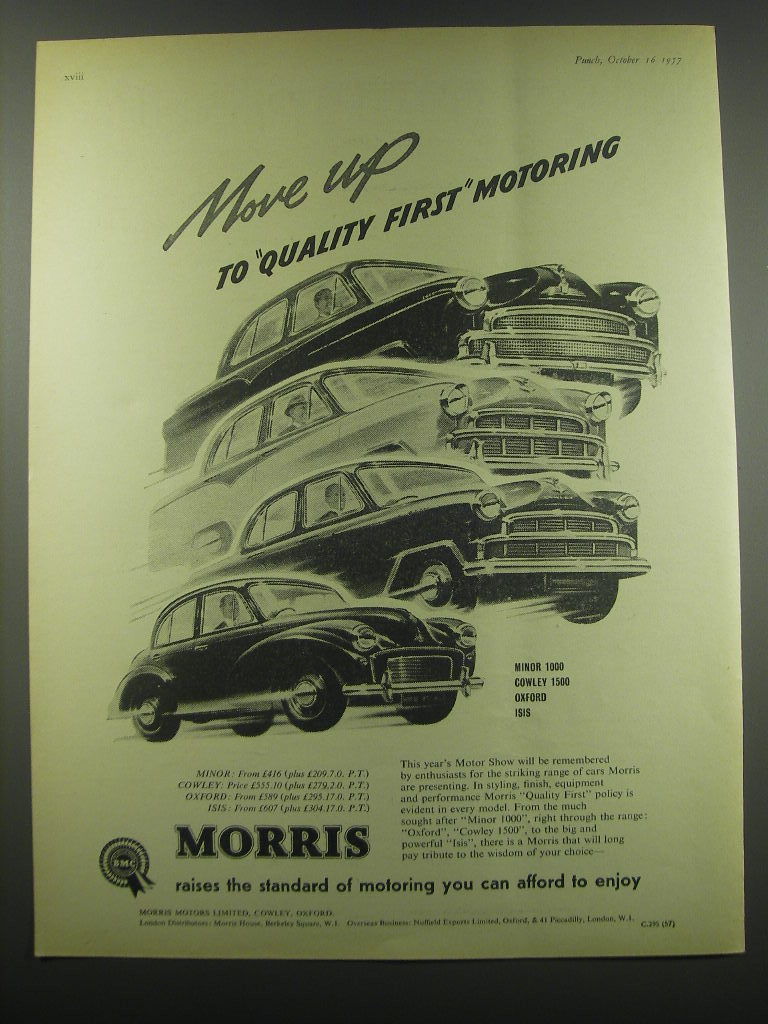 xviii
Punch, October 16 1957
Move up
TO "QUALITY FIRST" MOTORING
MINOR 1000
COWLEY 1500
OXFORD
ISIS
MINOR: From £416 (plus £209.7.0. P.T.)
COWLEY: Price £555.10 (plus £279.2.0. P.T.)
OXFORD: From £589 (plus £295.17.0. P.T.)
ISIS: From £607 (plus £304.17.0. P.T.)
This year's Motor Show will be remembered
by enthusiasts for the striking range of cars Morris
are presenting. In styling, finish, equipment
and performance Morris "Quality First" policy is
evident in every model. From the much
sought after "Minor 1000", right through the range:
"Oxford", "Cowley 1500", to the big and
powerful "Isis", there is a Morris that will long
pay tribute to the wisdom of your choice—
BMC
MORRIS
raises the standard of motoring you can afford to enjoy
MORRIS MOTORS LIMITED, COWLEY, OXFORD.
London Distributors: Morris House, Berkeley Square, W.1. Overseas Business: Nuffield Exports Limited, Oxford, & 41 Piccadilly, London, W.1.
C.295 (57)